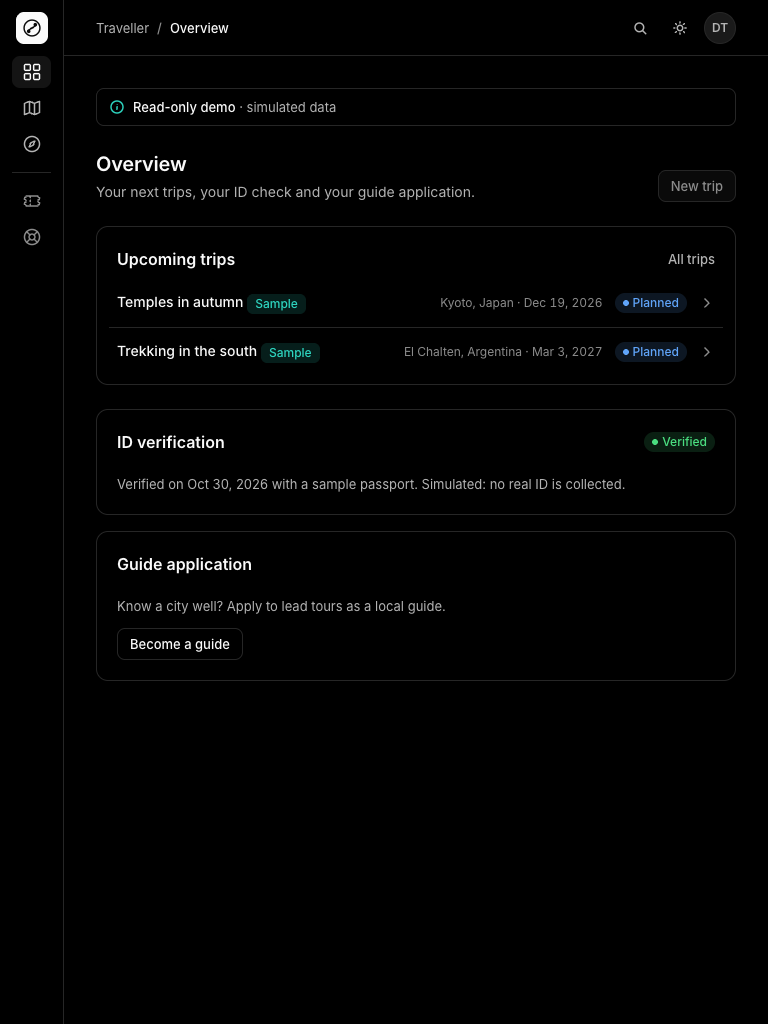 Traveller / Overview
DT
Read-only demo · simulated data
Overview
Your next trips, your ID check and your guide application.
New trip
Upcoming trips
All trips
Temples in autumn Sample Kyoto, Japan · Dec 19, 2026 Planned
Trekking in the south Sample El Chalten, Argentina · Mar 3, 2027 Planned
ID verification
Verified
Verified on Oct 30, 2026 with a sample passport. Simulated: no real ID is collected.
Guide application
Know a city well? Apply to lead tours as a local guide.
Become a guide